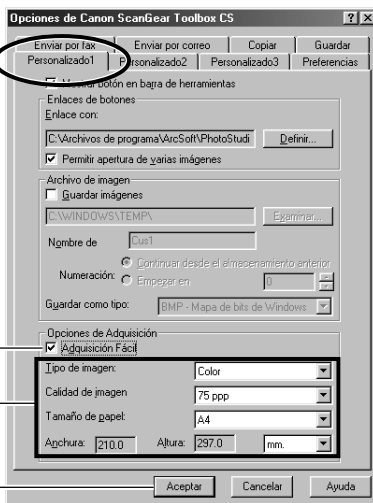 Opciones de Canon ScanGear Toolbox CS
Enviar por fax Enviar por correo Copiar Guardar
Personalizado1 Personalizado2 Personalizado3 Preferencias
Mostrar botón en barra de herramientas
Enlaces de botones
Enlace con:
C:\Archivos de programa\ArcSoft\PhotoStudi Definir...
Permitir apertura de varias imágenes
Archivo de imagen
Guardar imágenes
C:\WINDOWS\TEMP\ Examinar...
Nombre de Cus1
Continuar desde el almacenamiento anterior
Numeración: Empezar en 0
Guardar como tipo: BMP - Mapa de bits de Windows
Opciones de Adquisición
Adquisición Fácil
Tipo de imagen: Color
Calidad de imagen 75 ppp
Tamaño de papel: A4
Anchura: 210.0 Altura: 297.0 mm.
Aceptar Cancelar Ayuda